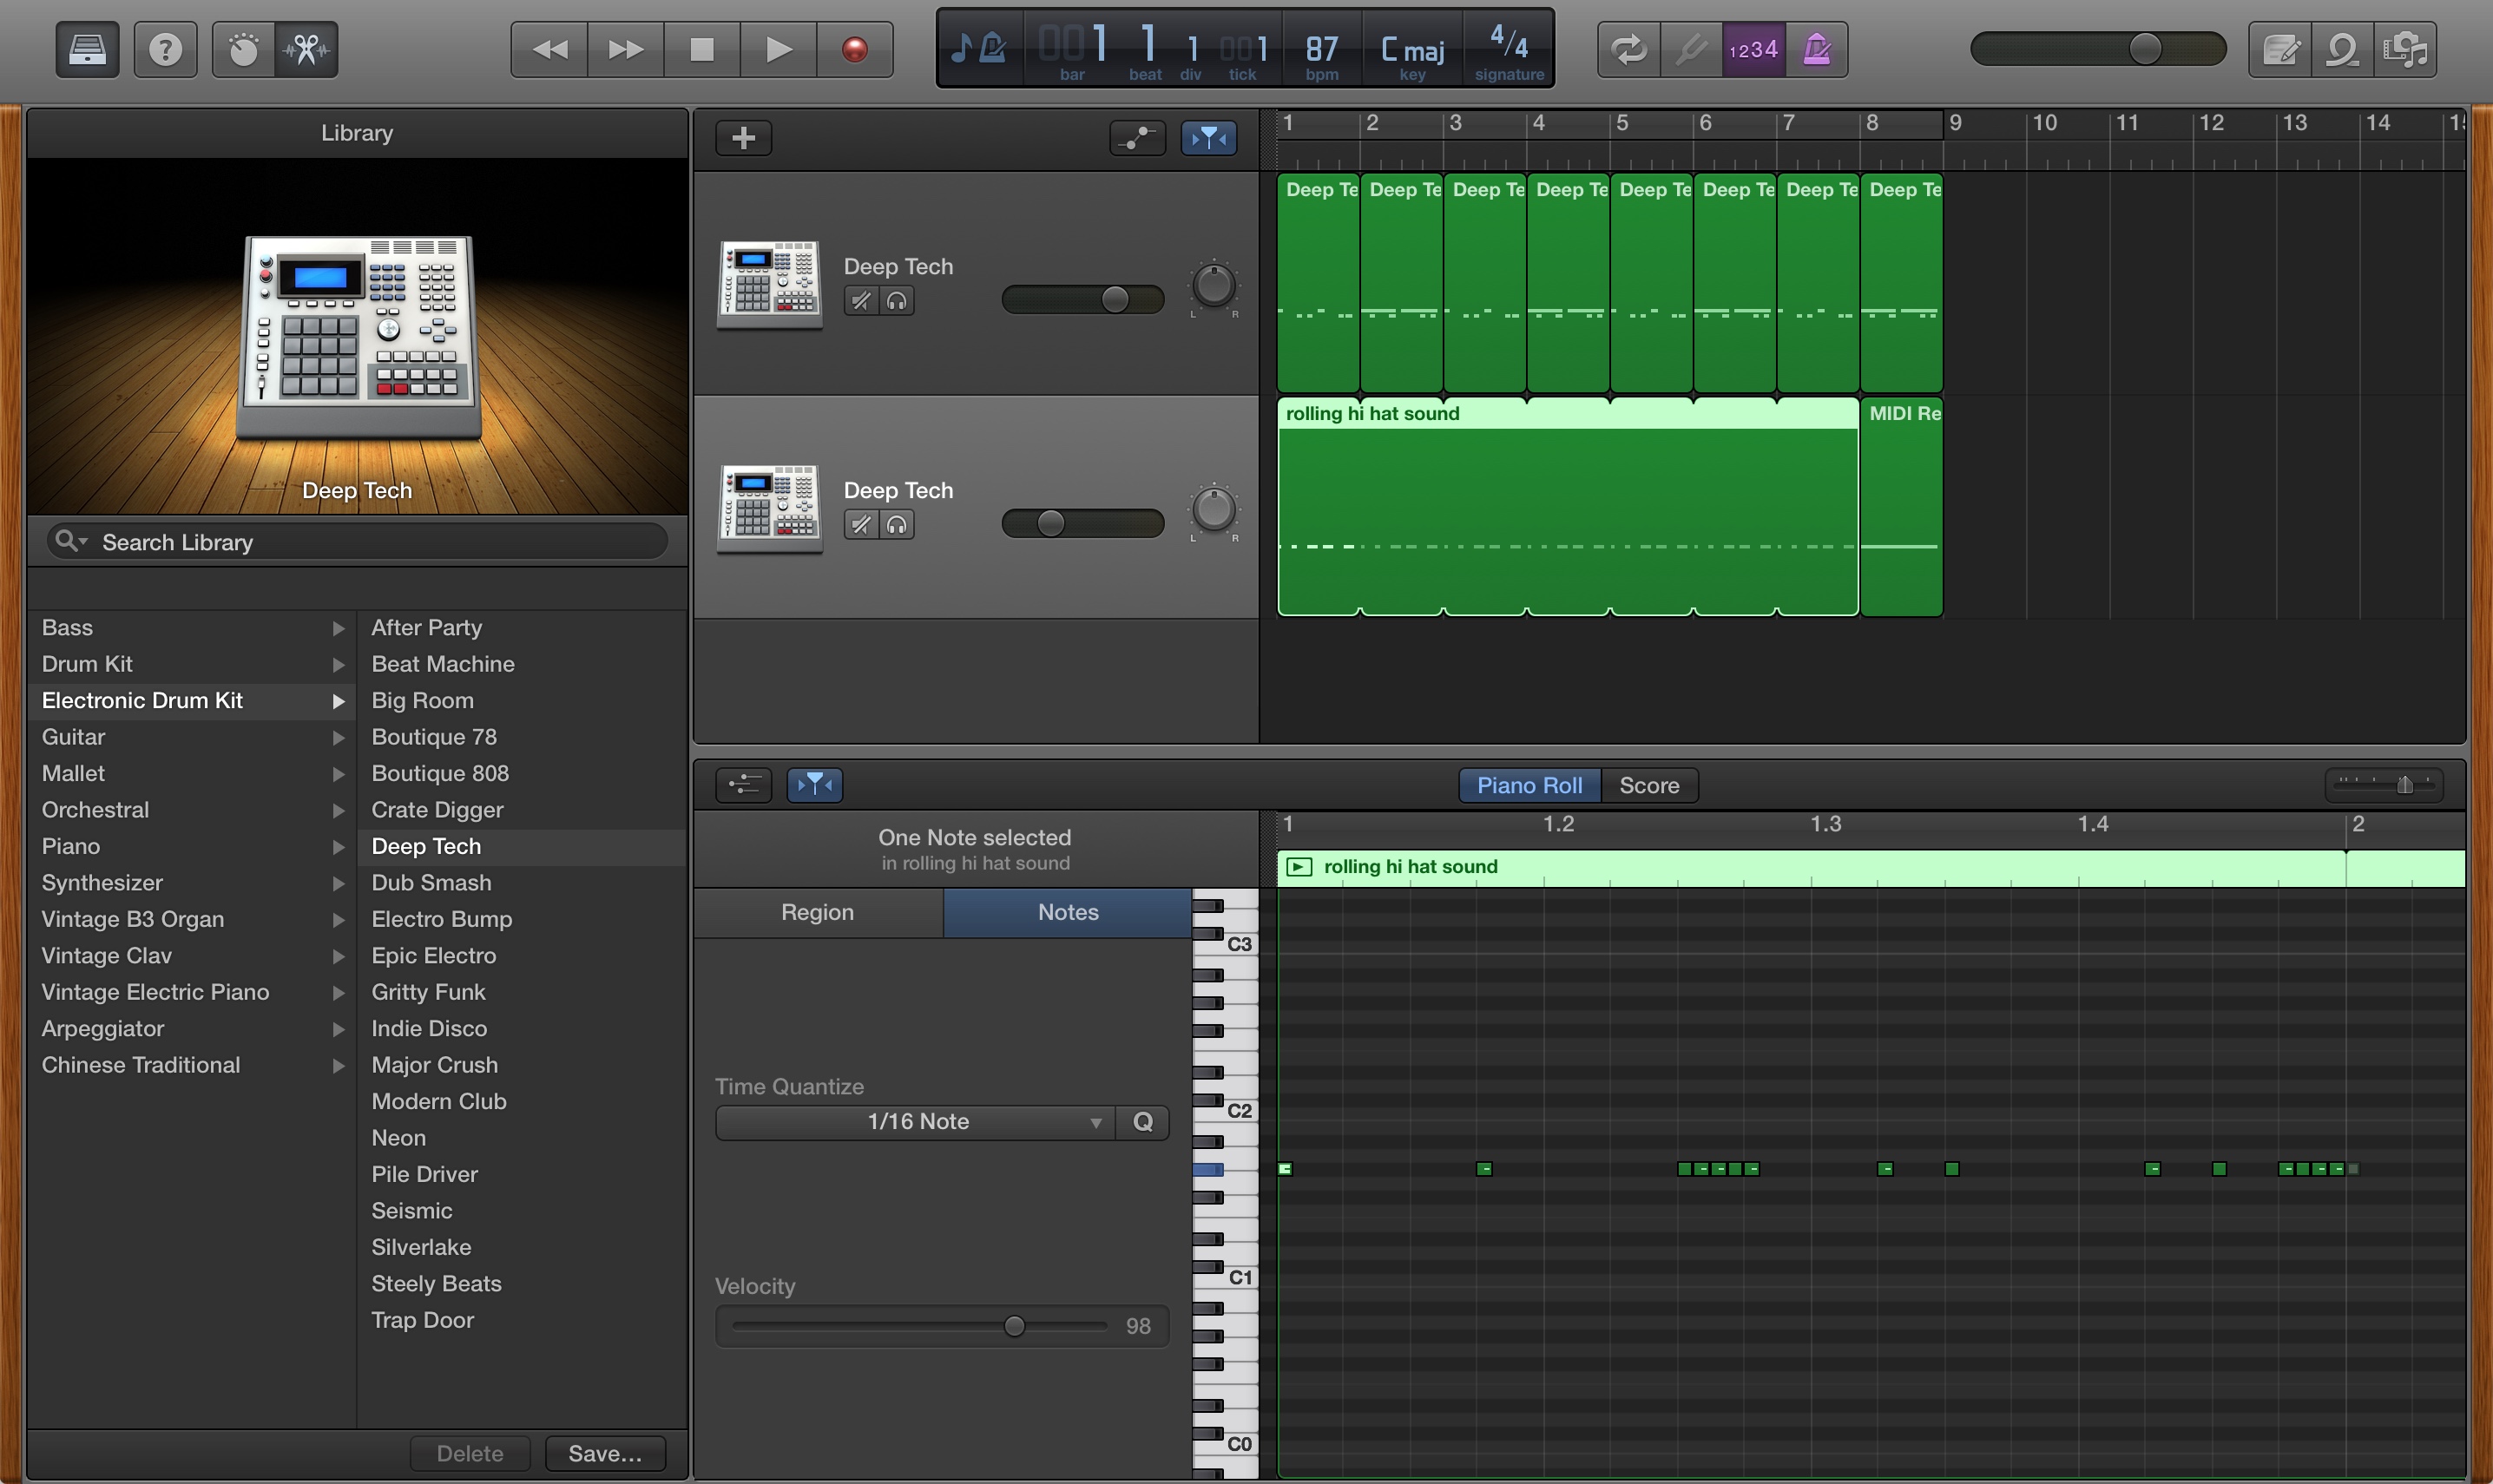 001 1 1 001 87 C maj 4/4
bar beat div tick bpm key signature
1234
Library
Deep Tech
Search Library
Bass
Drum Kit
Electronic Drum Kit
Guitar
Mallet
Orchestral
Piano
Synthesizer
Vintage B3 Organ
Vintage Clav
Vintage Electric Piano
Arpeggiator
Chinese Traditional
After Party
Beat Machine
Big Room
Boutique 78
Boutique 808
Crate Digger
Deep Tech
Dub Smash
Electro Bump
Epic Electro
Gritty Funk
Indie Disco
Major Crush
Modern Club
Neon
Pile Driver
Seismic
Silverlake
Steely Beats
Trap Door
Delete Save...
1 2 3 4 5 6 7 8 9 10 11 12 13 14
Deep Tech
L R
Deep Te Deep Te Deep Te Deep Te Deep Te Deep Te Deep Te Deep Te
Deep Tech
L R
rolling hi hat sound MIDI Re
Piano Roll Score
One Note selected
in rolling hi hat sound
Region Notes
Time Quantize
1/16 Note Q
Velocity
98
1 1.2 1.3 1.4 2
rolling hi hat sound
C3
C2
C1
C0